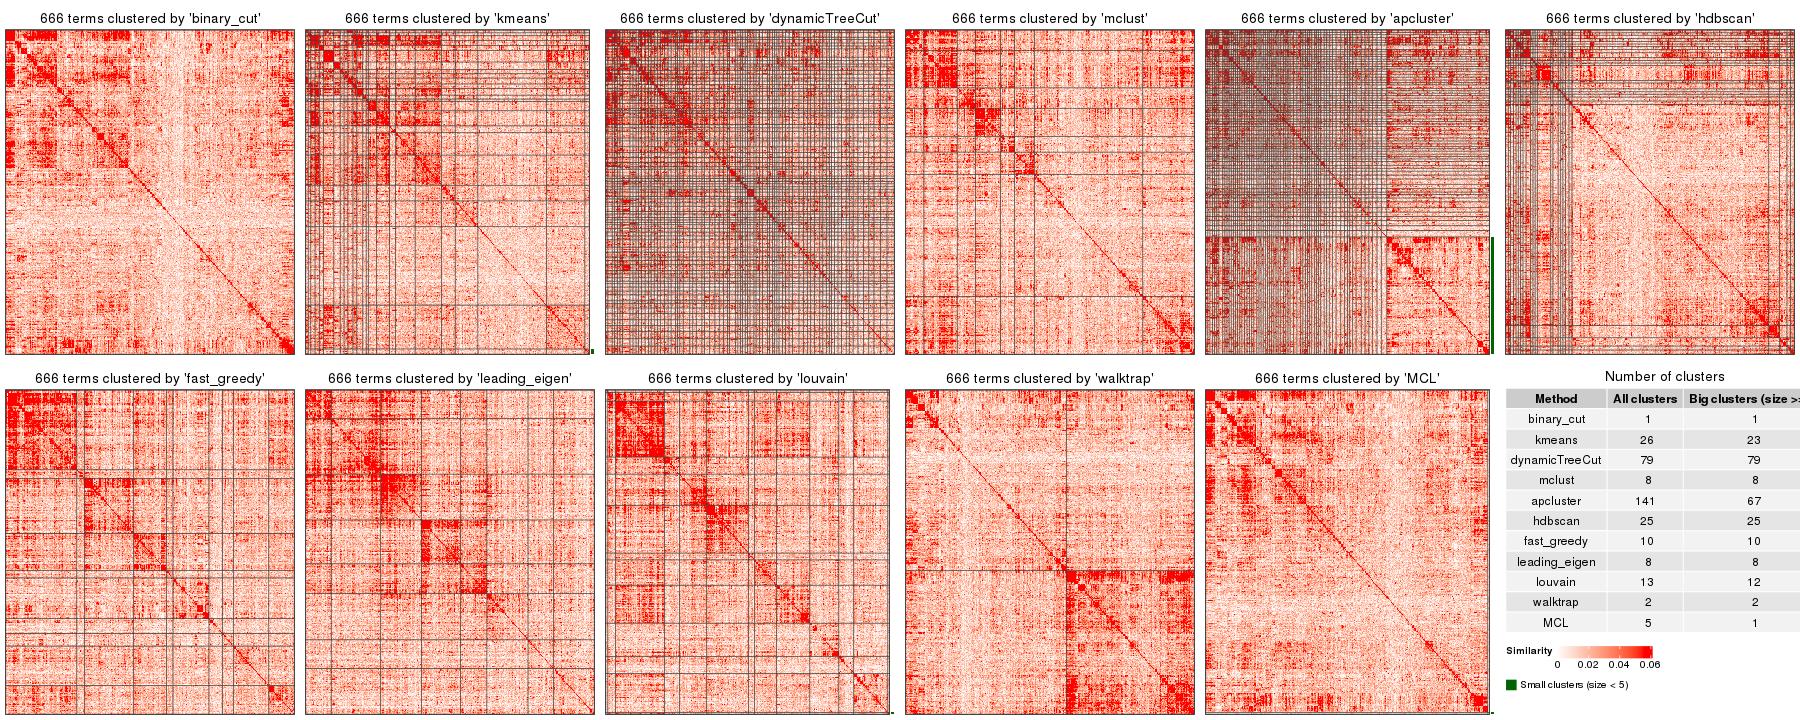 666 terms clustered by 'binary_cut'
666 terms clustered by 'kmeans'
666 terms clustered by 'dynamicTreeCut'
666 terms clustered by 'mclust'
666 terms clustered by 'apcluster'
666 terms clustered by 'hdbscan'
666 terms clustered by 'fast_greedy'
666 terms clustered by 'leading_eigen'
666 terms clustered by 'louvain'
666 terms clustered by 'walktrap'
666 terms clustered by 'MCL'
Number of clusters
Method All clusters Big clusters (size >=
binary_cut 1 1
kmeans 26 23
dynamicTreeCut 79 79
mclust 8 8
apcluster 141 67
hdbscan 25 25
fast_greedy 10 10
leading_eigen 8 8
louvain 13 12
walktrap 2 2
MCL 5 1
Similarity
0 0.02 0.04 0.06
Small clusters (size < 5)